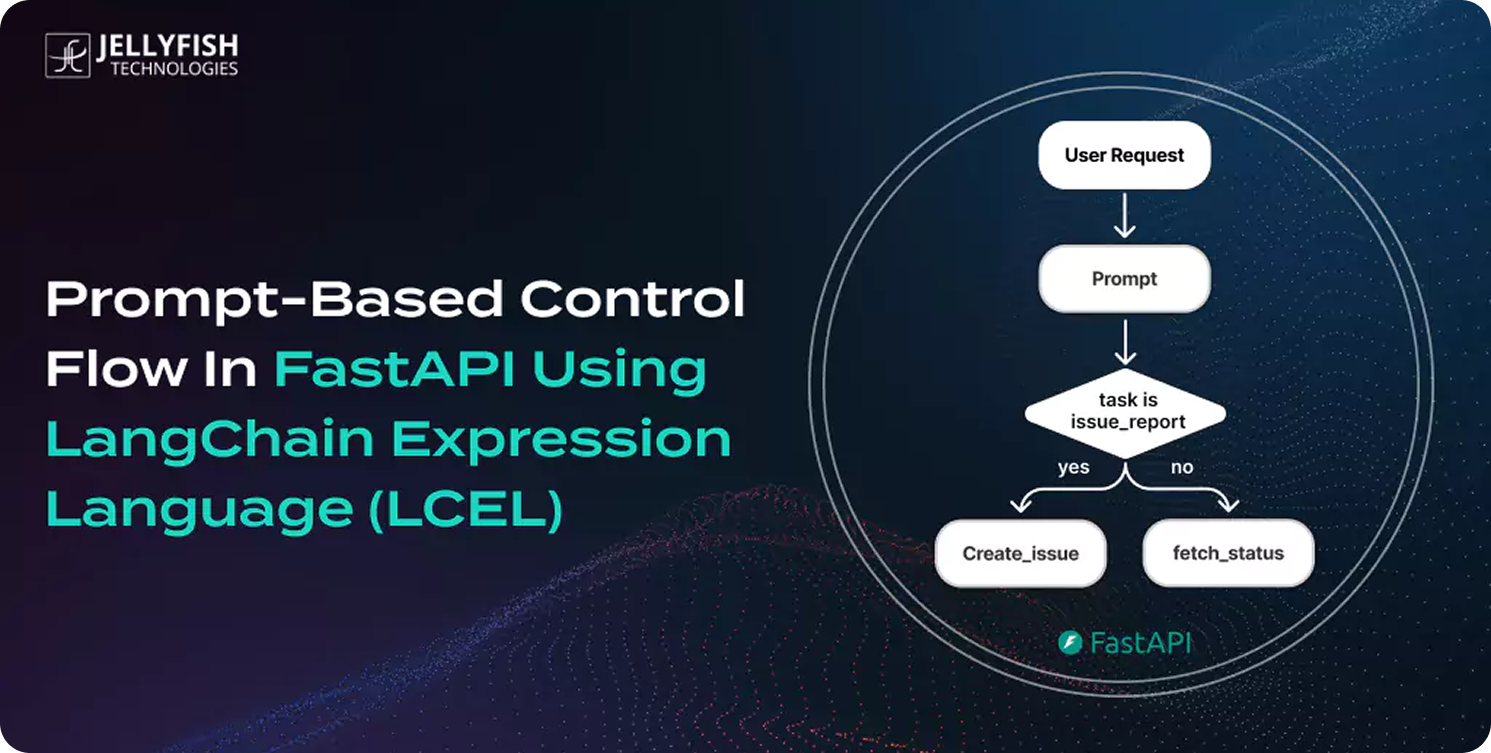 JELLYFISH
TECHNOLOGIES
Prompt-Based Control
Flow In FastAPI Using
LangChain Expression
Language (LCEL)
User Request
Prompt
task is
issue_report
yes no
Create_issue fetch_status
FastAPI